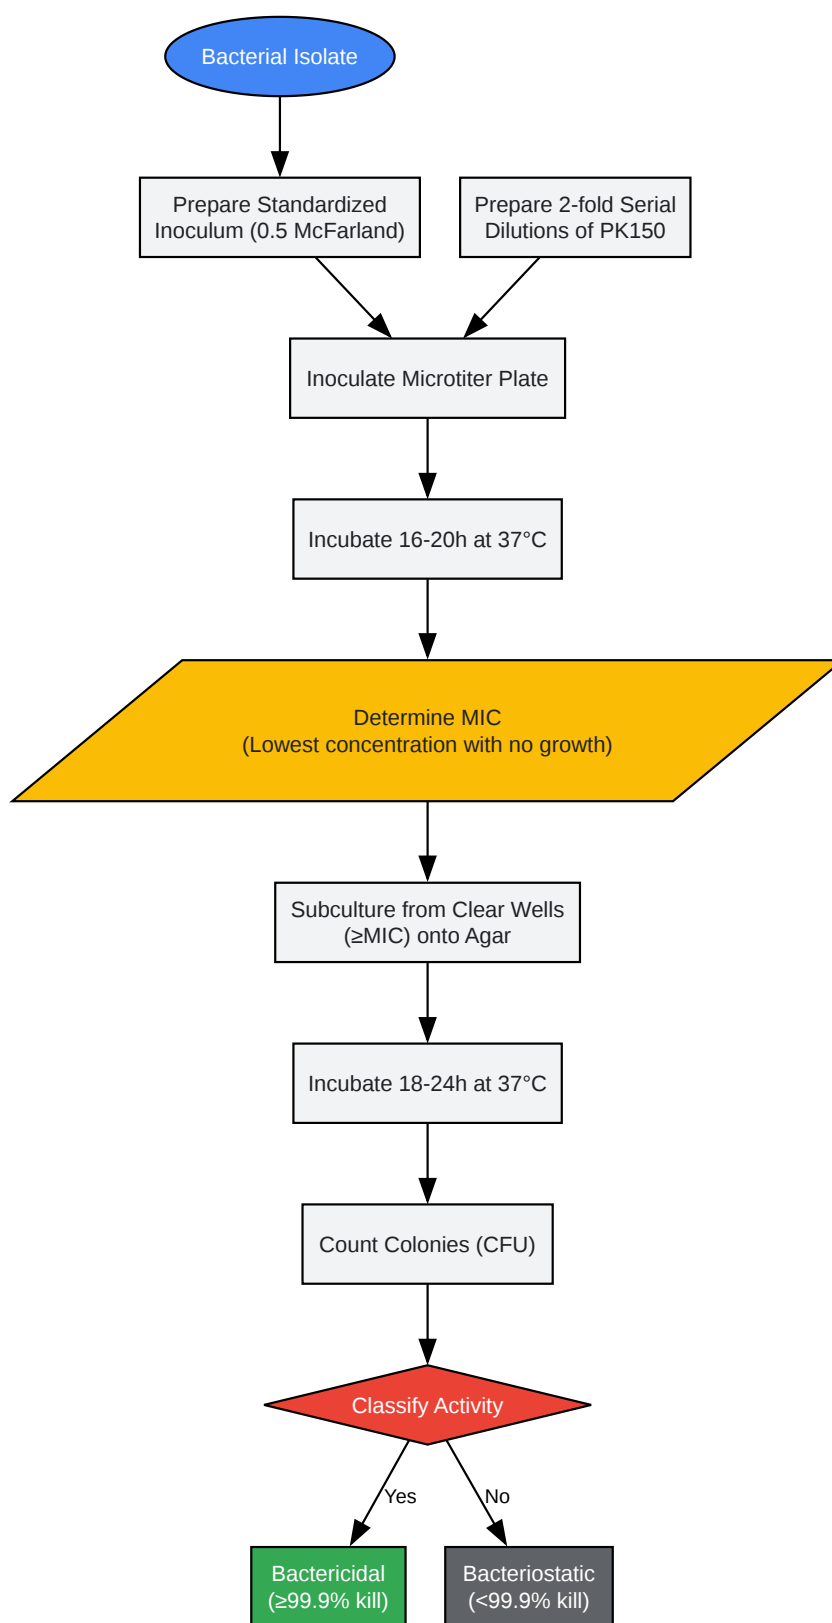 Bacterial Isolate
Prepare Standardized
Inoculum (0.5 McFarland)
Prepare 2-fold Serial
Dilutions of PK150
Inoculate Microtiter Plate
Incubate 16-20h at 37°C
Determine MIC
(Lowest concentration with no growth)
Subculture from Clear Wells
(≥MIC) onto Agar
Incubate 18-24h at 37°C
Count Colonies (CFU)
Classify Activity
Yes
No
Bactericidal
(≥99.9% kill)
Bacteriostatic
(<99.9% kill)